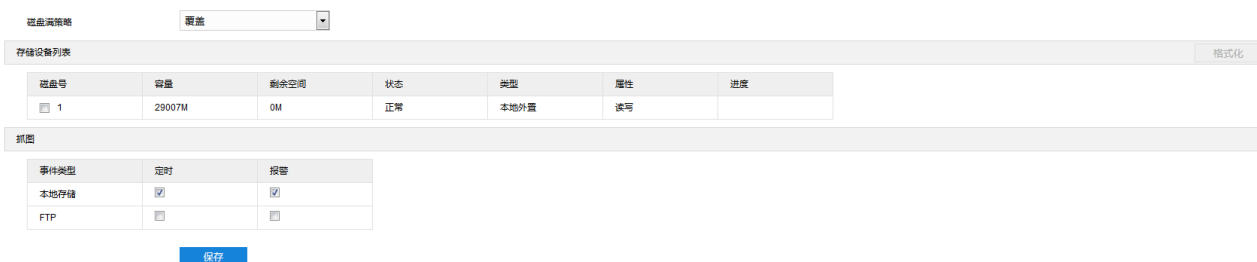 磁盘满策略 覆盖
存储设备列表 格式化
磁盘号 容量 剩余空间 状态 类型 属性 进度
1 29007M 0M 正常 本地外置 读写
抓图
事件类型 定时 报警
本地存储
FTP
保存